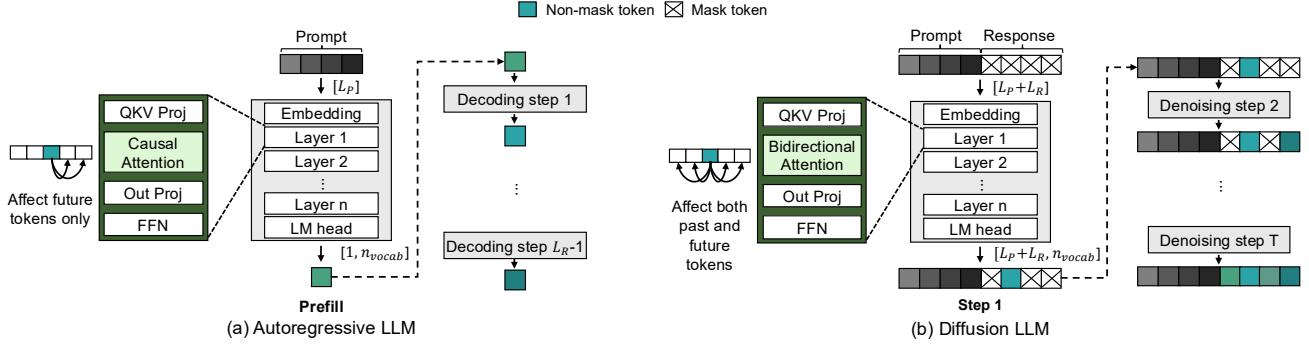 Non-mask token
Mask token
Prompt
[L_P]
QKV Proj
Causal
Attention
Out Proj
FFN
Affect future
tokens only
Embedding
Layer 1
Layer 2
⋮
Layer n
LM head
[1, n_vocab]
Prefill
Decoding step 1
⋮
Decoding step L_R-1
(a) Autoregressive LLM
Prompt
Response
[L_P+L_R]
QKV Proj
Bidirectional
Attention
Out Proj
FFN
Affect both
past and
future
tokens
Embedding
Layer 1
Layer 2
⋮
Layer n
LM head
[L_P+L_R, n_vocab]
Step 1
Denoising step 2
⋮
Denoising step T
(b) Diffusion LLM